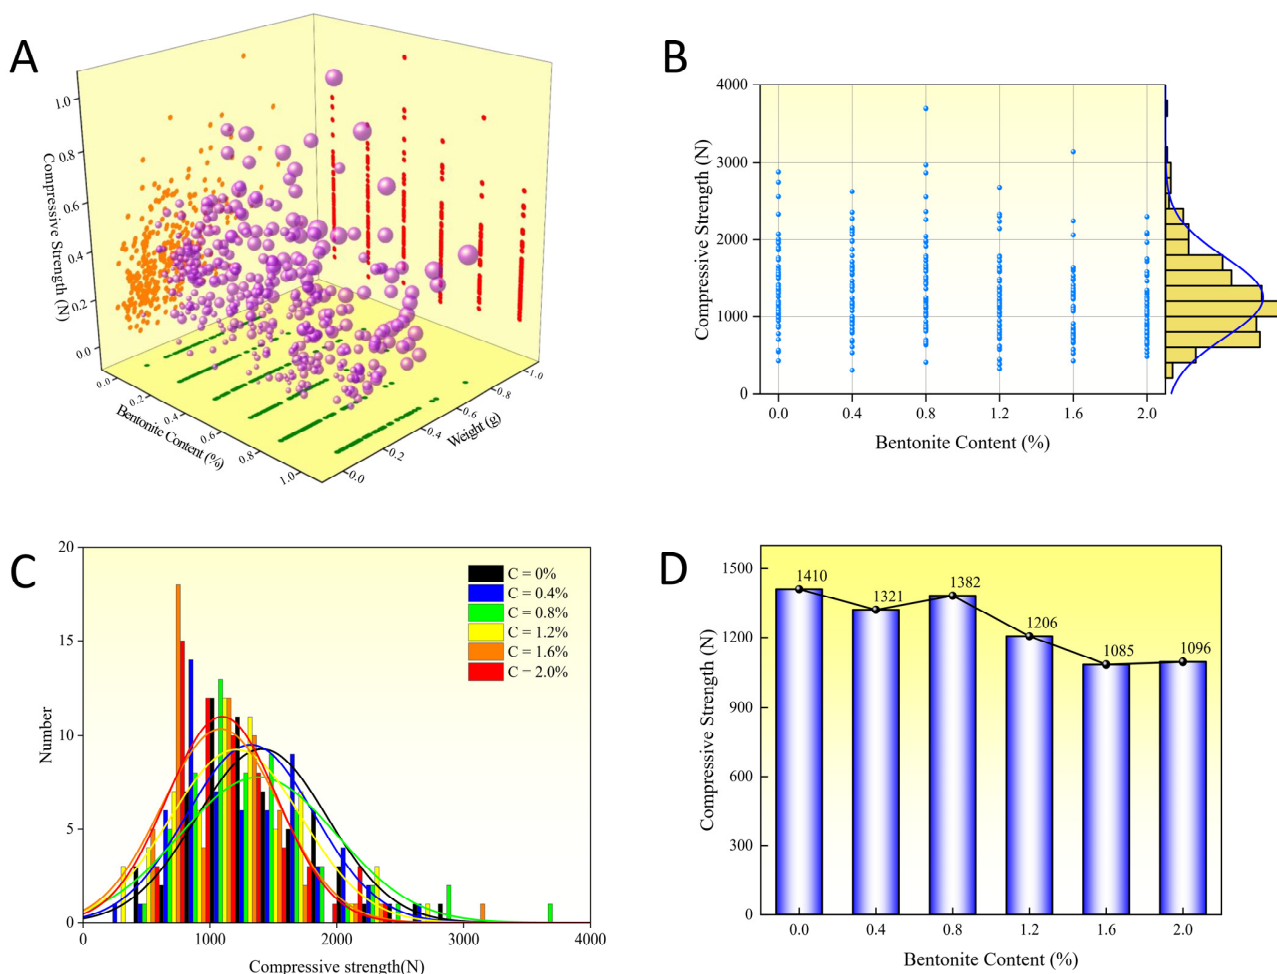 A
Compressive Strength (N)
1.0
0.8
0.6
0.4
0.2
0.0
0.0
0.2
0.4
0.6
0.8
1.0
Bentonite Content (%)
0.0
0.2
0.4
0.6
0.8
1.0
Weight (g)
B
Compressive Strength (N)
4000
3000
2000
1000
0
0.0 0.4 0.8 1.2 1.6 2.0
Bentonite Content (%)
C
Number
20
15
10
5
0
C = 0%
C = 0.4%
C = 0.8%
C = 1.2%
C = 1.6%
C = 2.0%
0 1000 2000 3000 4000
Compressive strength(N)
D
Compressive Strength (N)
1500
1200
900
600
300
0
1410 1321 1382 1206 1085 1096
0.0 0.4 0.8 1.2 1.6 2.0
Bentonite Content (%)